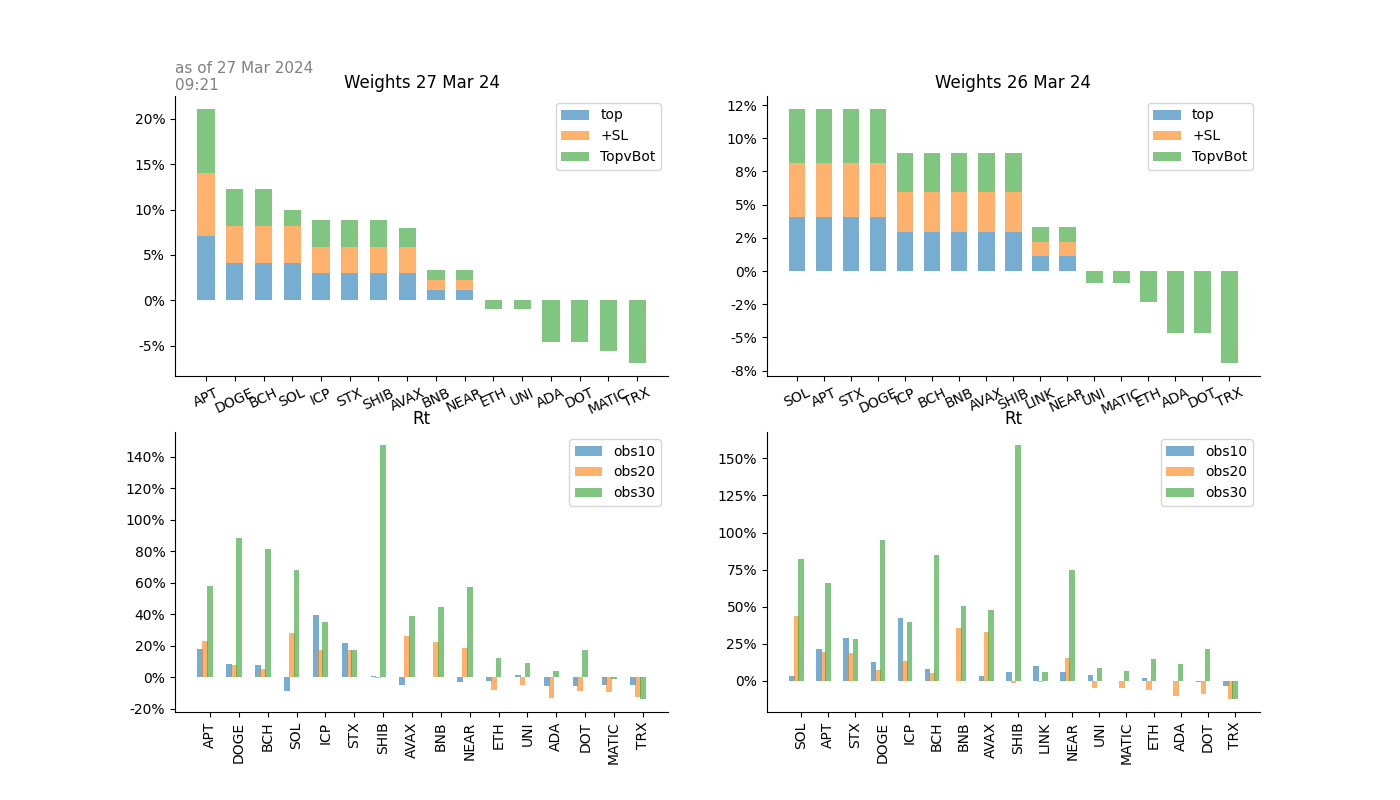 as of 27 Mar 2024
09:21
Weights 27 Mar 24
20%
15%
10%
5%
0%
-5%
top
+SL
TopvBot
APT DOGE BCH SOL ICP STX SHIB AVAX BNB NEAR ETH UNI ADA DOT MATIC TRX
Weights 26 Mar 24
12%
10%
8%
5%
2%
0%
-2%
-5%
-8%
top
+SL
TopvBot
SOL APT STX DOGE ICP BCH BNB AVAX SHIB LINK NEAR UNI MATIC ETH ADA DOT TRX
Rt
140%
120%
100%
80%
60%
40%
20%
0%
-20%
obs10
obs20
obs30
APT DOGE BCH SOL ICP STX SHIB AVAX BNB NEAR ETH UNI ADA DOT MATIC TRX
Rt
150%
125%
100%
75%
50%
25%
0%
obs10
obs20
obs30
SOL APT STX DOGE ICP BCH BNB AVAX SHIB LINK NEAR UNI MATIC ETH ADA DOT TRX